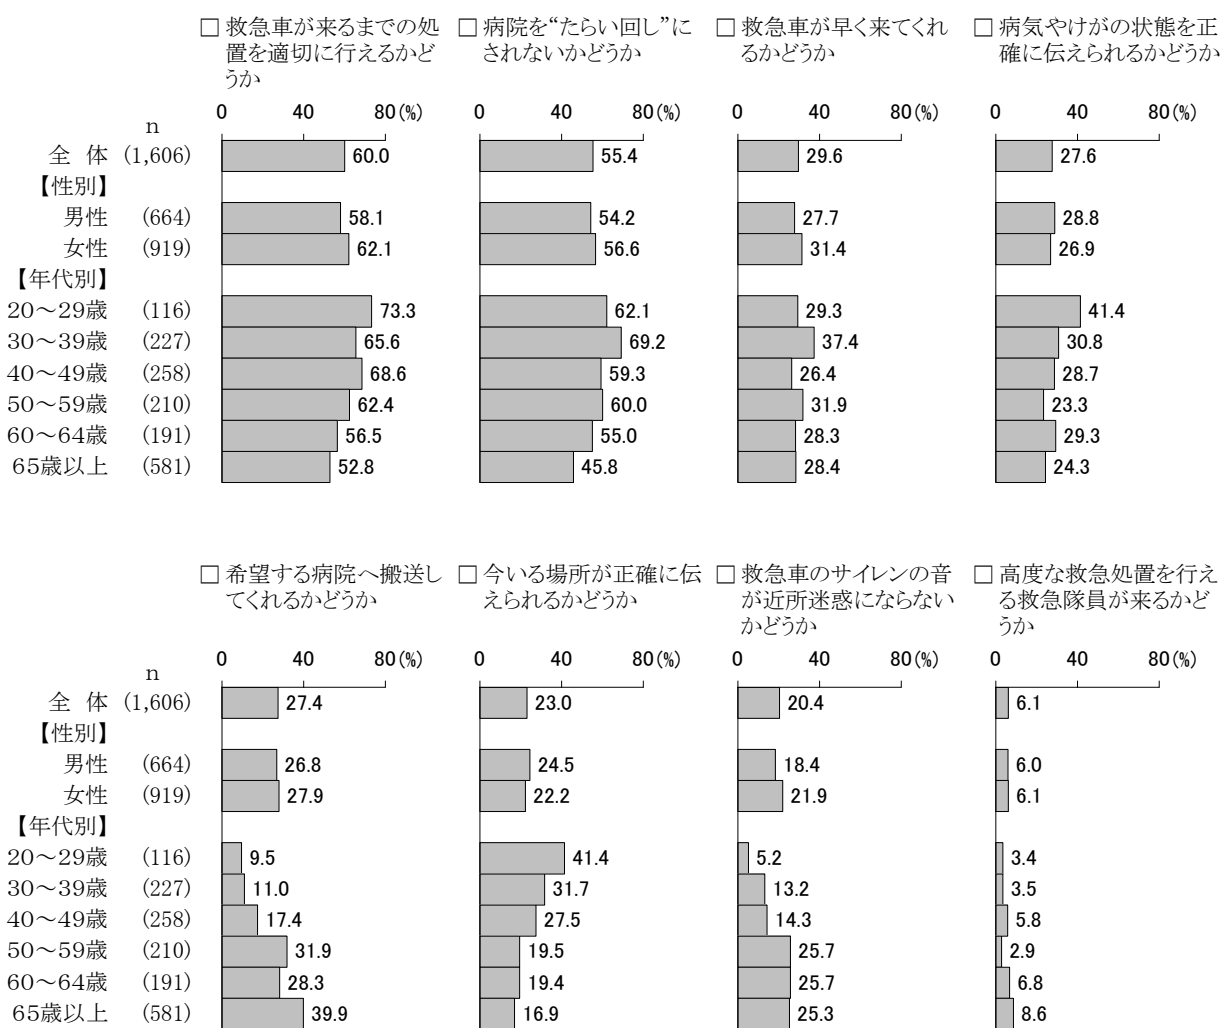 □ 救急車が来るまでの処置を適切に行えるかどうか
□ 病院を“たらい回し”にされないかどうか
□ 救急車が早く来てくれるかどうか
□ 病気やけがの状態を正確に伝えられるかどうか
0 40 80(%) 0 40 80(%) 0 40 80(%) 0 40 80(%)
n
全 体 (1,606) 60.0 55.4 29.6 27.6
【性別】
男性 (664) 58.1 54.2 27.7 28.8
女性 (919) 62.1 56.6 31.4 26.9
【年代別】
20～29歳 (116) 73.3 62.1 29.3 41.4
30～39歳 (227) 65.6 69.2 37.4 30.8
40～49歳 (258) 68.6 59.3 26.4 28.7
50～59歳 (210) 62.4 60.0 31.9 23.3
60～64歳 (191) 56.5 55.0 28.3 29.3
65歳以上 (581) 52.8 45.8 28.4 24.3
□ 希望する病院へ搬送してくれるかどうか
□ 今いる場所が正確に伝えられるかどうか
□ 救急車のサイレンの音が近所迷惑にならないかどうか
□ 高度な救急処置を行える救急隊員が来るかどうか
0 40 80(%) 0 40 80(%) 0 40 80(%) 0 40 80(%)
n
全 体 (1,606) 27.4 23.0 20.4 6.1
【性別】
男性 (664) 26.8 24.5 18.4 6.0
女性 (919) 27.9 22.2 21.9 6.1
【年代別】
20～29歳 (116) 9.5 41.4 5.2 3.4
30～39歳 (227) 11.0 31.7 13.2 3.5
40～49歳 (258) 17.4 27.5 14.3 5.8
50～59歳 (210) 31.9 19.5 25.7 2.9
60～64歳 (191) 28.3 19.4 25.7 6.8
65歳以上 (581) 39.9 16.9 25.3 8.6